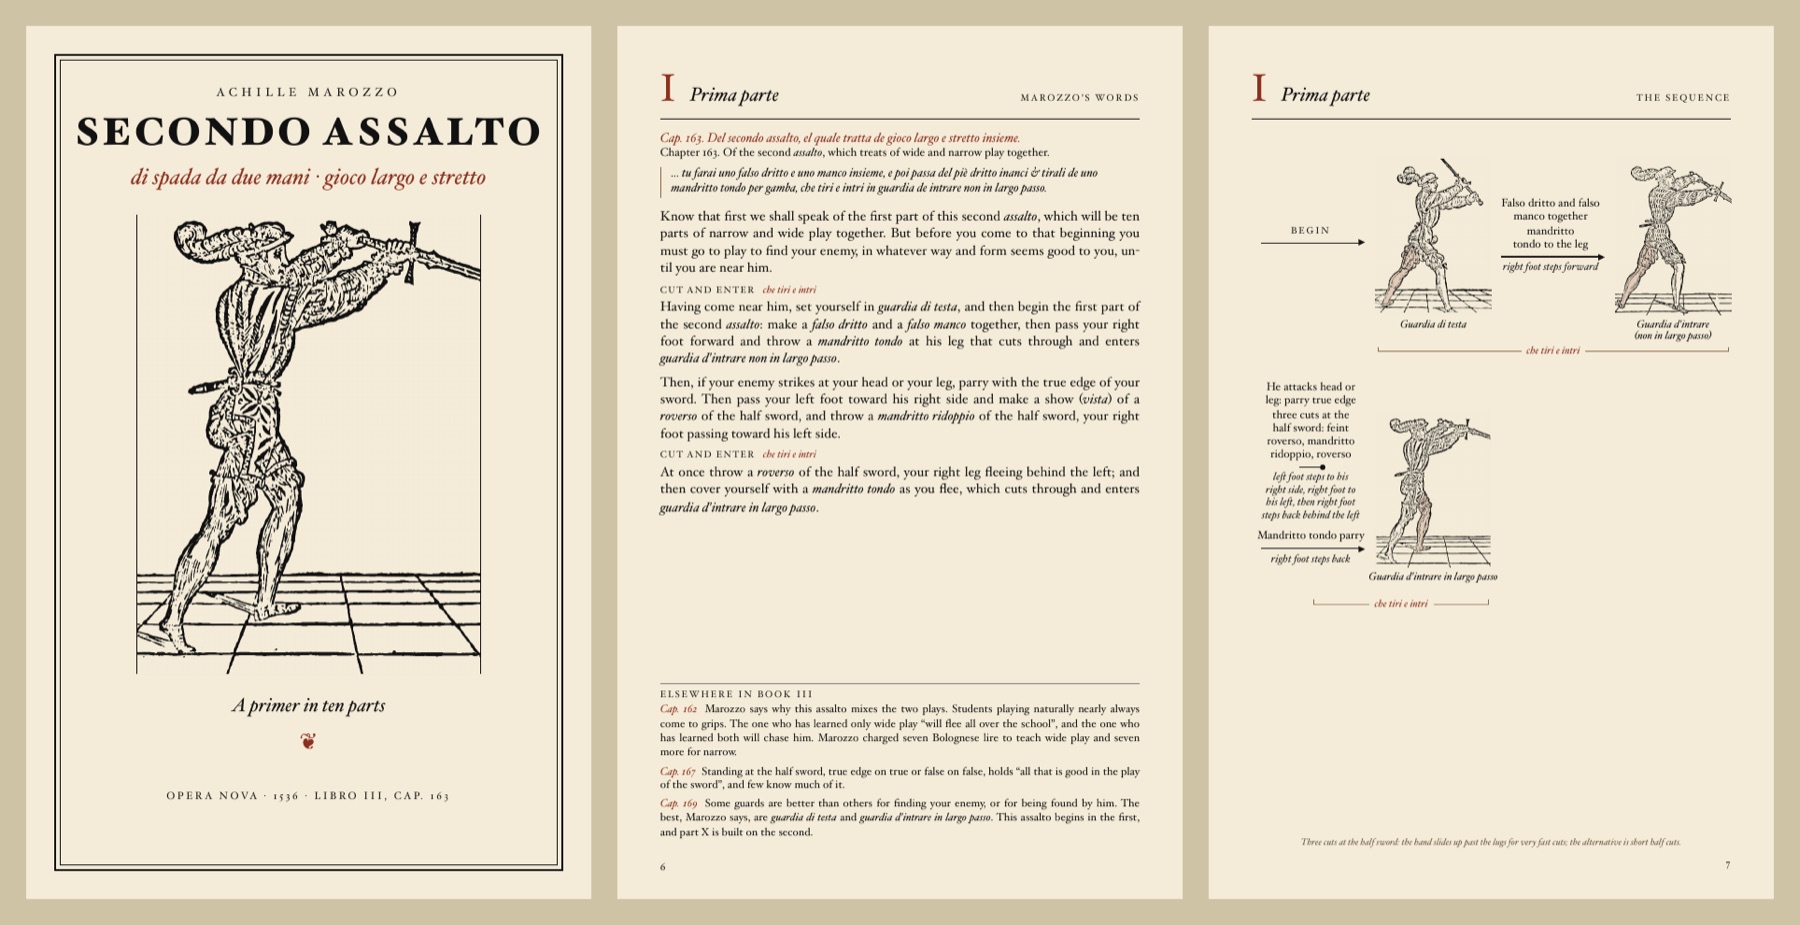 ACHILLE MAROZZO
SECONDO ASSALTO
di spada da due mani · gioco largo e stretto
A primer in ten parts
OPERA NOVA · 1536 · LIBRO III, CAP. 163
I Prima parte MAROZZO'S WORDS
Cap. 163. Del secondo assalto, el quale tratta de gioco largo e stretto insieme.
Chapter 163. Of the second assalto, which treats of wide and narrow play together.
... tu farai uno falso dritto e uno manco insieme, e poi passa del piè dritto inanci & tirali de uno
mandritto tondo per gamba, che tiri e intri in guardia de intrare non in largo passo.
Know that first we shall speak of the first part of this second assalto, which will be ten
parts of narrow and wide play together. But before you come to that beginning you
must go to play to find your enemy, in whatever way and form seems good to you, un-
til you are near him.
CUT AND ENTER che tiri e intri
Having come near him, set yourself in guardia di testa, and then begin the first part of
the second assalto: make a falso dritto and a falso manco together, then pass your right
foot forward and throw a mandritto tondo at his leg that cuts through and enters
guardia d'intrare non in largo passo.
Then, if your enemy strikes at your head or your leg, parry with the true edge of your
sword. Then pass your left foot toward his right side and make a show (vista) of a
roverso of the half sword, and throw a mandritto ridoppio of the half sword, your right
foot passing toward his left side.
CUT AND ENTER che tiri e intri
At once throw a roverso of the half sword, your right leg fleeing behind the left; and
then cover yourself with a mandritto tondo as you flee, which cuts through and enters
guardia d'intrare in largo passo.
ELSEWHERE IN BOOK III
Cap. 162 Marozzo says why this assalto mixes the two plays. Students playing naturally nearly always
come to grips. The one who has learned only wide play “will flee all over the school”, and the one who
has learned both will chase him. Marozzo charged seven Bolognese lire to teach wide play and seven
more for narrow.
Cap. 167 Standing at the half sword, true edge on true or false on false, holds “all that is good in the play
of the sword”, and few know much of it.
Cap. 169 Some guards are better than others for finding your enemy, or for being found by him. The
best, Marozzo says, are guardia di testa and guardia d'intrare in largo passo. This assalto begins in the first,
and part X is built on the second.
6
I Prima parte THE SEQUENCE
BEGIN
Guardia di testa
Falso dritto and falso
manco together
mandritto
tondo to the leg
right foot steps forward
Guardia d'intrare
(non in largo passo)
che tiri e intri
He attacks head or
leg: parry true edge
three cuts at the
half sword: feint
roverso, mandritto
ridoppio, roverso
left foot steps to his
right side, right foot to
his left, then right foot
steps back behind the left
Mandritto tondo parry
right foot steps back
Guardia d'intrare in largo passo
che tiri e intri
Three cuts at the half sword: the hand slides up past the lugs for very fast cuts; the alternative is short half cuts.
7